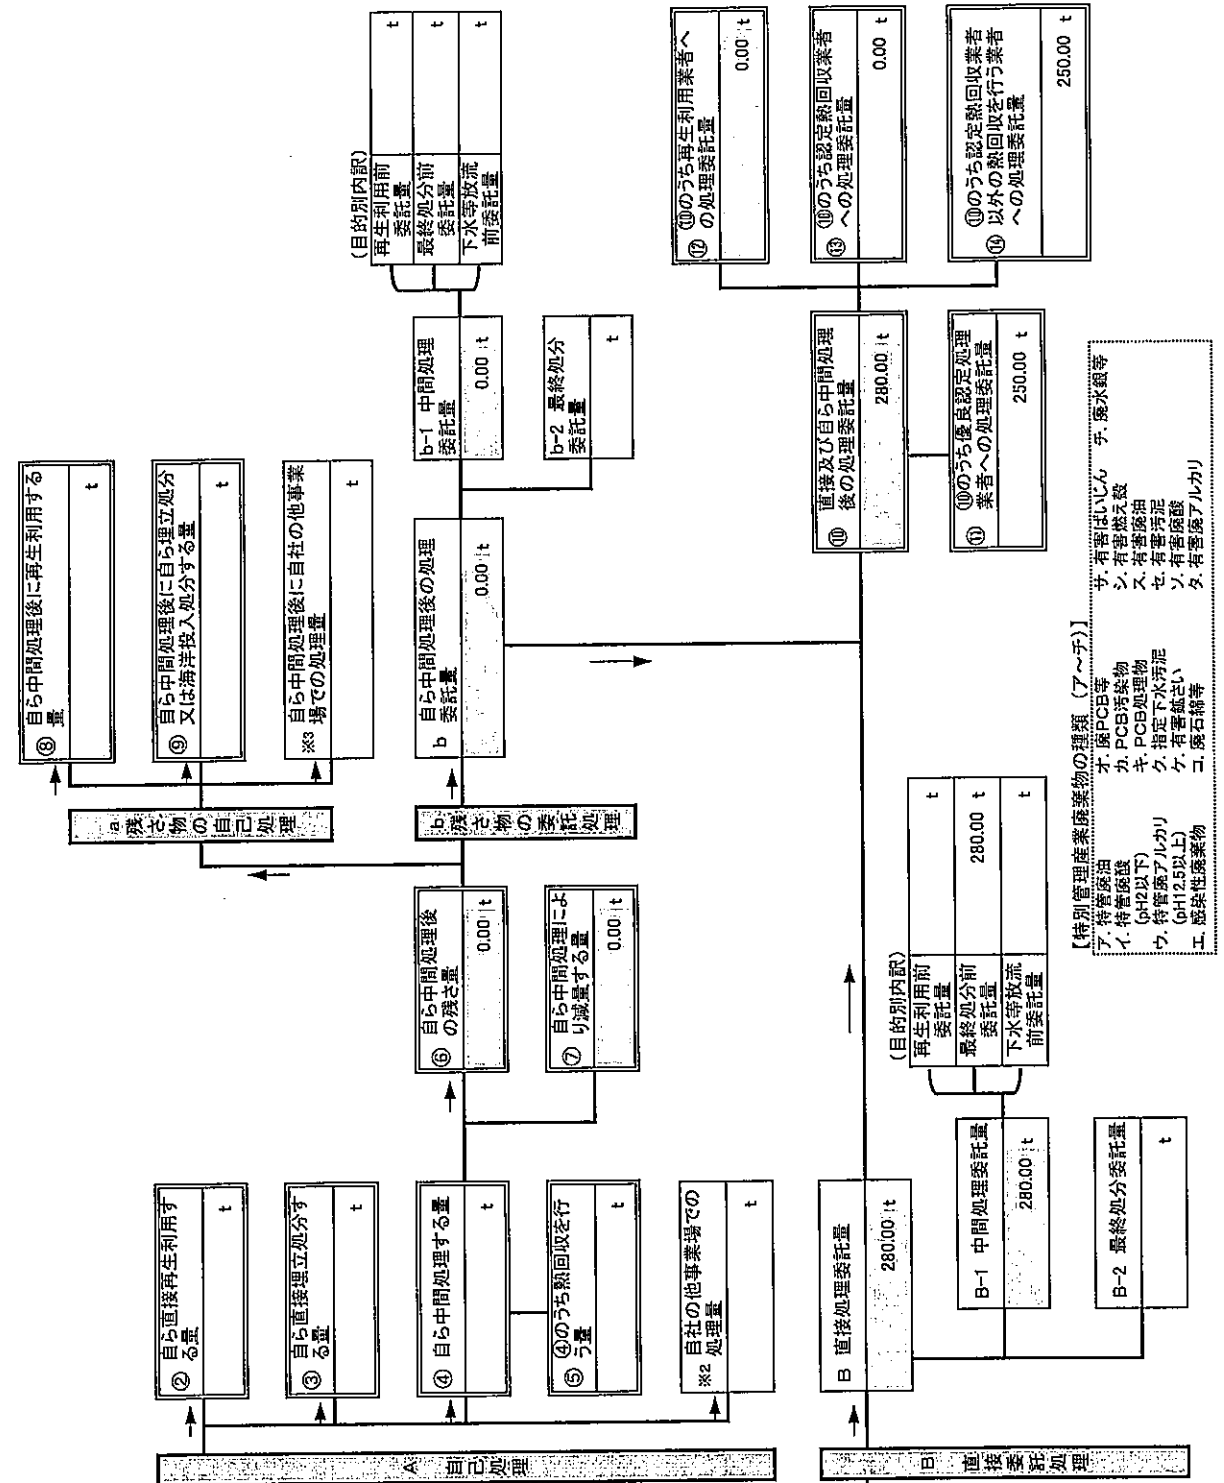 A 自己処理
② 自ら直接再生利用す
る量
t
③ 自ら直接埋立処分す
る量
t
④ 自ら中間処理する量
t
⑤ ④のうち熱回収を行
う量
t
※2 自社の他事業場での
処理量
t
⑥ 自ら中間処理後
の残さ量
0.00 t
⑦ 自ら中間処理によ
り減量する量
0.00 t
a 残さ物の自己処理
⑧ 自ら中間処理後に再生利用する
量
t
⑨ 自ら中間処理後に自ら埋立処分
又は海洋投入処分する量
t
※3 自ら中間処理後に自社の他事業
場での処理量
t
b 残さ物の委託処理
b 自ら中間処理後の処理
委託量
0.00 t
b-1 中間処理
委託量
0.00 t
b-2 最終処分
委託量
t
(目的別内訳)
再生利用前
委託量
t
最終処分前
委託量
t
下水等放流
前委託量
t
B 直接委託処理
B 直接処理委託量
280.00 t
B-1 中間処理委託量
280.00 t
B-2 最終処分委託量
t
(目的別内訳)
再生利用前
委託量
t
最終処分前
委託量
280.00 t
下水等放流
前委託量
t
⑩ 直接及び自ら中間処理
後の処理委託量
280.00 t
⑪ ⑩のうち優良認定処理
業者への処理委託量
250.00 t
⑫ ⑩のうち再生利用業者へ
の処理委託量
0.00 t
⑬ ⑩のうち認定熱回収業者
への処理委託量
0.00 t
⑭ ⑩のうち認定熱回収業者
以外の熱回収を行う業者
への処理委託量
250.00 t
【特別管理産業廃棄物の種類 (ア～チ)】
ア. 特管廃油
イ. 特管廃酸
(pH2以下)
ウ. 特管廃アルカリ
(pH12.5以上)
エ. 感染性廃棄物
オ. 廃PCB等
カ. PCB汚染物
キ. PCB処理物
ク. 指定下水汚泥
ケ. 有害鉱さい
コ. 廃石綿等
サ. 有害ばいじん
シ. 有害燃え殻
ス. 有害廃油
セ. 有害汚泥
ソ. 有害廃酸
タ. 有害廃アルカリ
チ. 廃水銀等